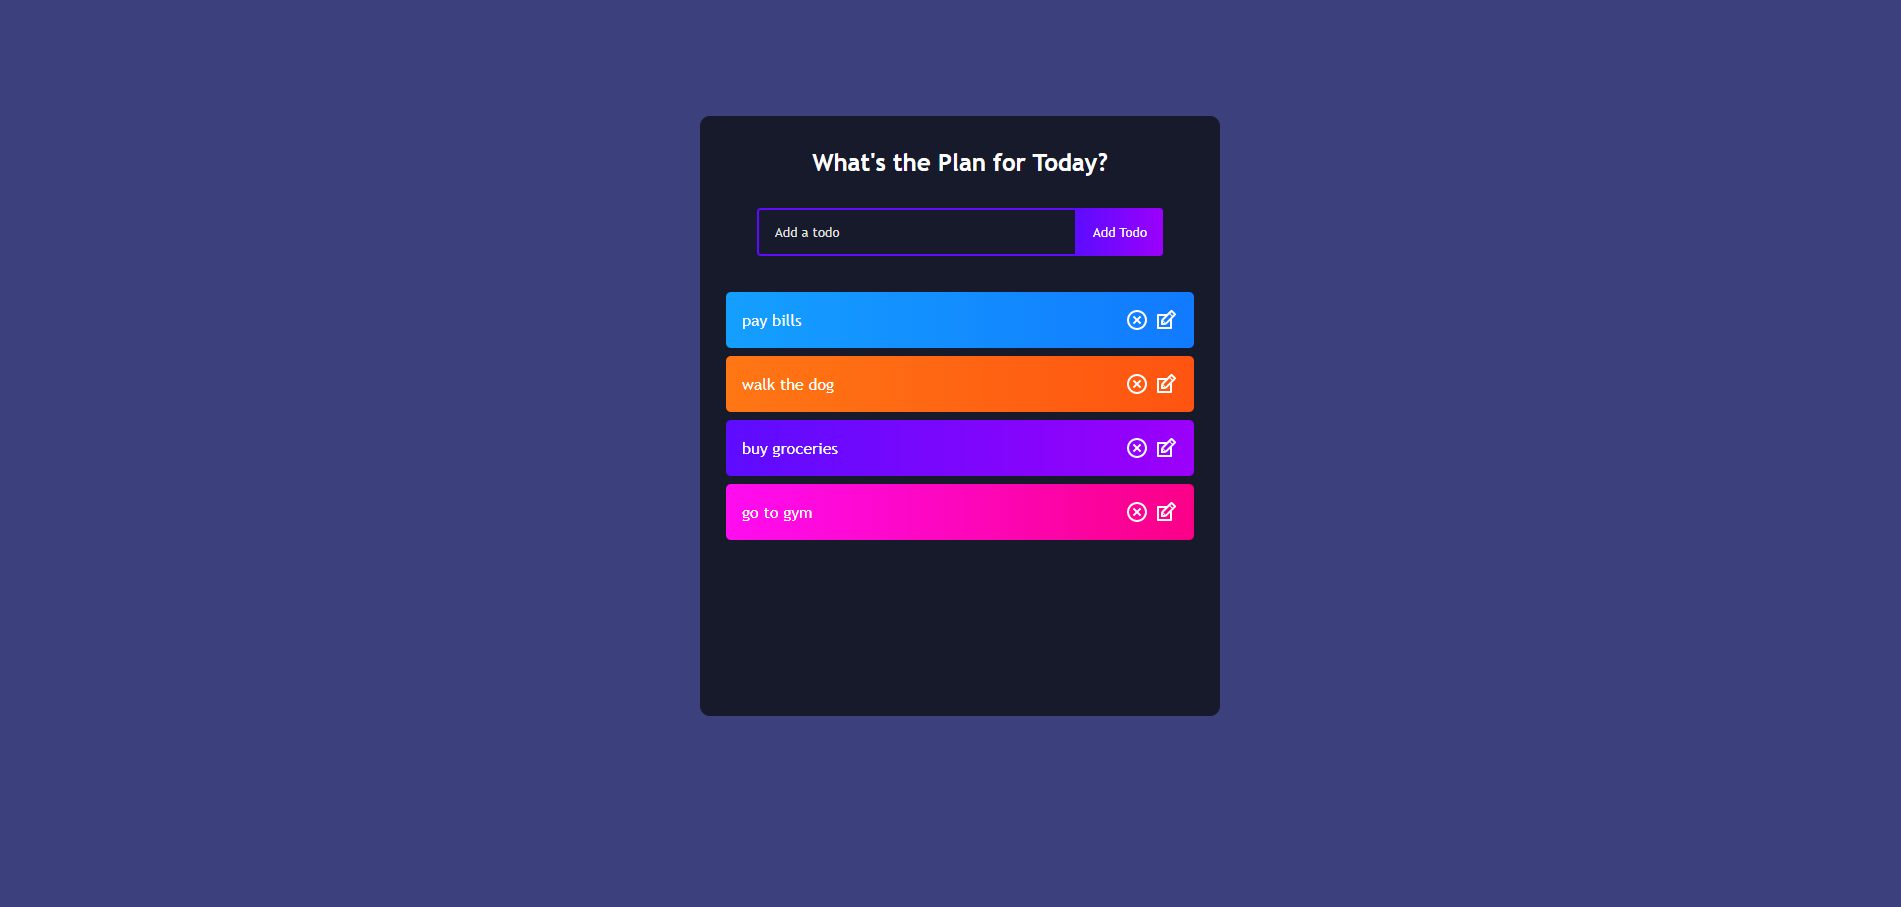 What's the Plan for Today?
Add a todo
Add Todo
pay bills
walk the dog
buy groceries
go to gym